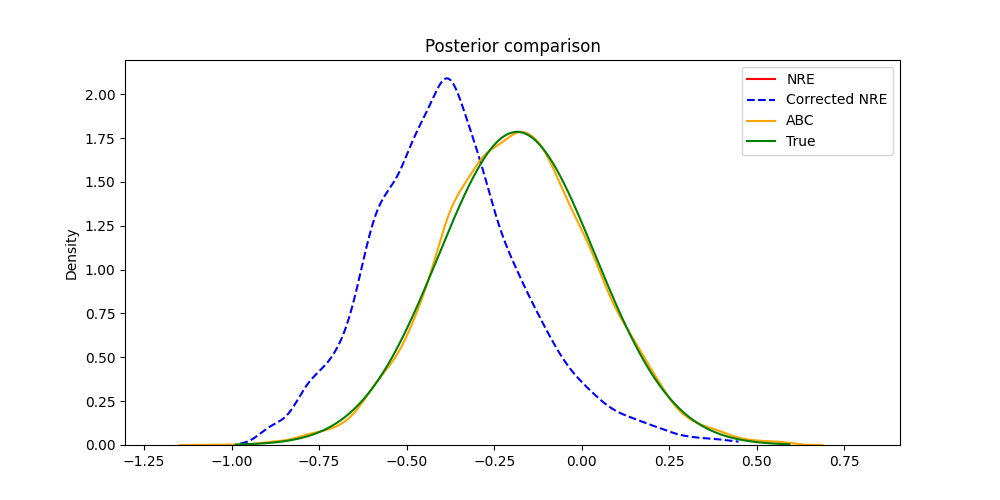 Posterior comparison
NRE
Corrected NRE
ABC
True
Density
2.00
1.75
1.50
1.25
1.00
0.75
0.50
0.25
0.00
−1.25 −1.00 −0.75 −0.50 −0.25 0.00 0.25 0.50 0.75